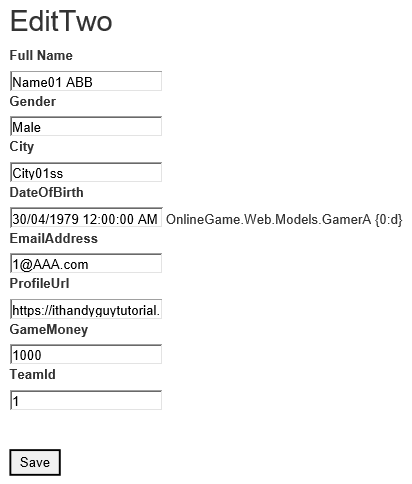 EditTwo
Full Name
Name01 ABB
Gender
Male
City
City01ss
DateOfBirth
30/04/1979 12:00:00 AM OnlineGame.Web.Models.GamerA {0:d}
EmailAddress
1@AAA.com
ProfileUrl
https://ithandyguytutorial.
GameMoney
1000
TeamId
1
Save